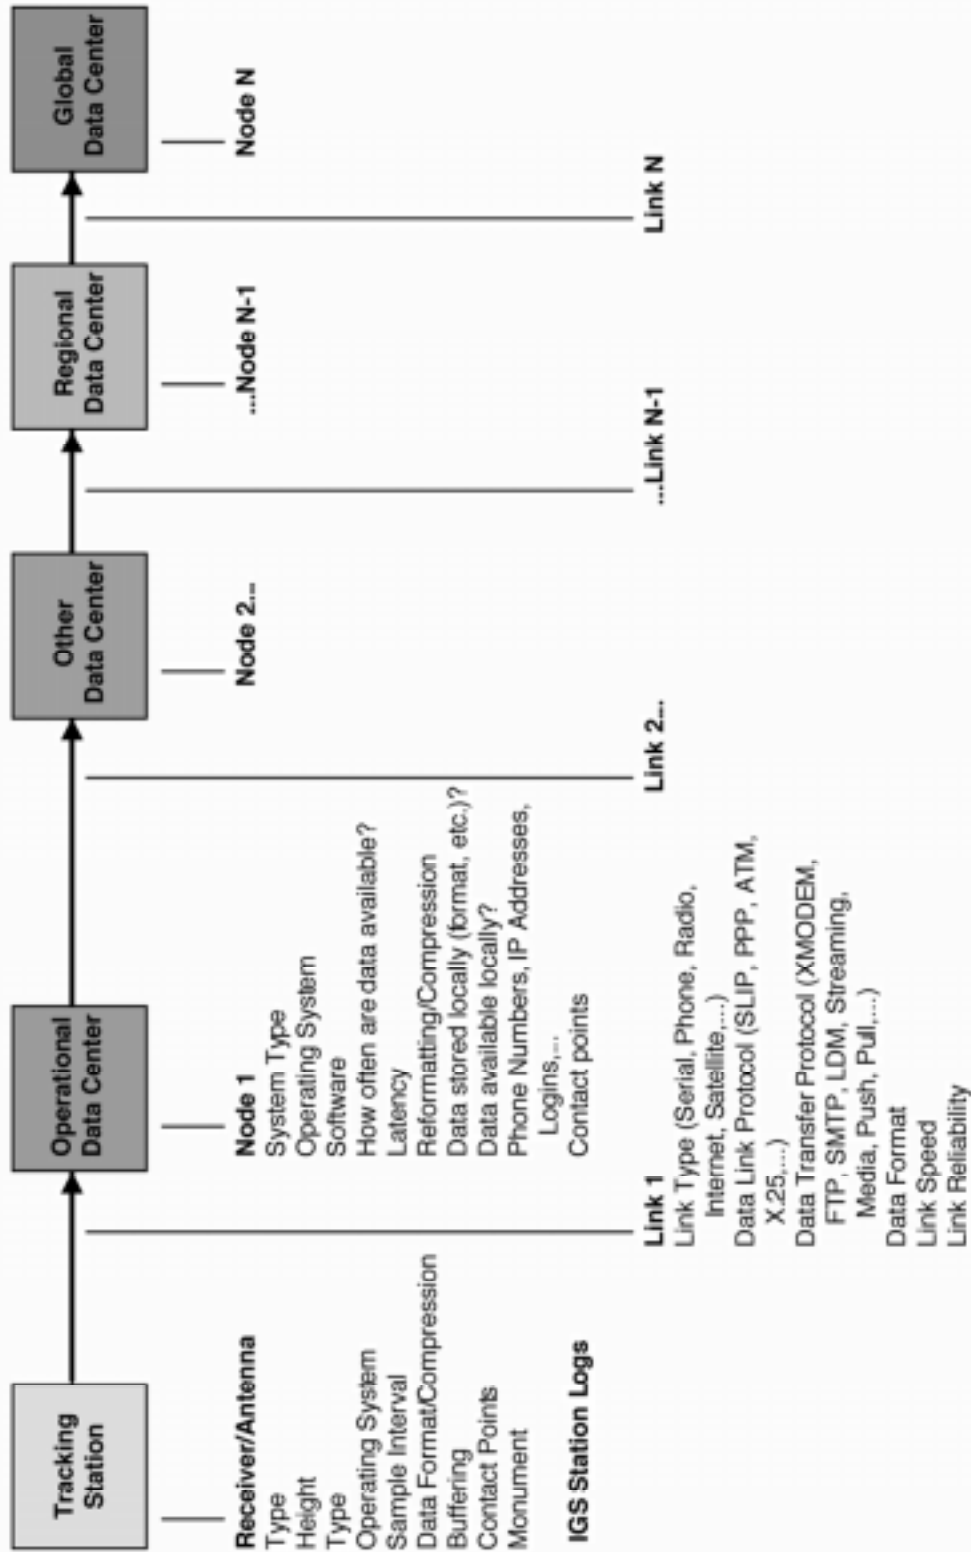 Tracking
Station
Operational
Data Center
Other
Data Center
Regional
Data Center
Global
Data Center
Receiver/Antenna
Type
Height
Type
Operating System
Sample Interval
Data Format/Compression
Buffering
Contact Points
Monument
IGS Station Logs
Node 1
System Type
Operating System
Software
How often are data available?
Latency
Reformatting/Compression
Data stored locally (format, etc.)?
Data available locally?
Phone Numbers, IP Addresses,
Logins,...
Contact points
Node 2...
...Node N-1
Node N
Link 1
Link Type (Serial, Phone, Radio,
Internet, Satellite,...)
Data Link Protocol (SLIP, PPP, ATM,
X.25,...)
Data Transfer Protocol (XMODEM,
FTP, SMTP, LDM, Streaming,
Media, Push, Pull,...)
Data Format
Link Speed
Link Reliability
Link 2...
...Link N-1
Link N